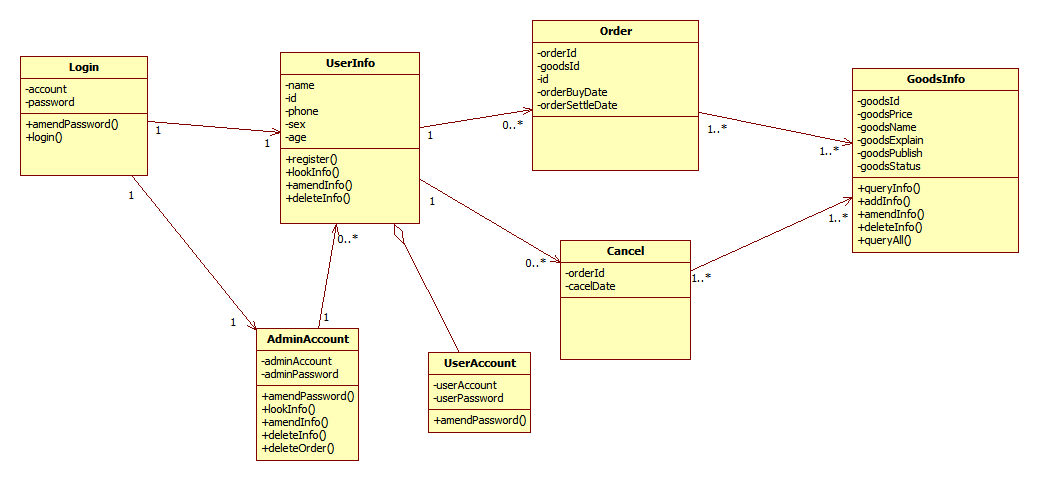 Login
-account
-password
+amendPassword()
+login()
1
1
1
1
UserInfo
-name
-id
-phone
-sex
-age
+register()
+lookInfo()
+amendInfo()
+deleteInfo()
1
0..*
1
0..*
0..*
1
Order
-orderId
-goodsId
-id
-orderBuyDate
-orderSettleDate
1..*
1..*
GoodsInfo
-goodsId
-goodsPrice
-goodsName
-goodsExplain
-goodsPublish
-goodsStatus
+queryInfo()
+addInfo()
+amendInfo()
+deleteInfo()
+queryAll()
Cancel
-orderId
-cacelDate
1..*
1..*
AdminAccount
-adminAccount
-adminPassword
+amendPassword()
+lookInfo()
+amendInfo()
+deleteInfo()
+deleteOrder()
UserAccount
-userAccount
-userPassword
+amendPassword()